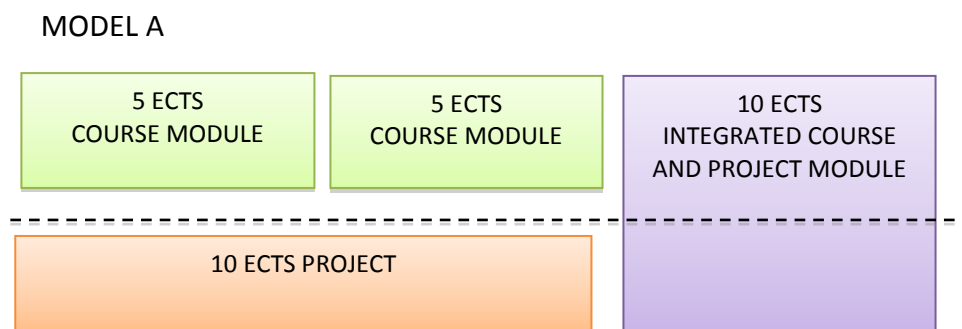 MODEL A
5 ECTS
COURSE MODULE
5 ECTS
COURSE MODULE
10 ECTS
INTEGRATED COURSE
AND PROJECT MODULE
10 ECTS PROJECT